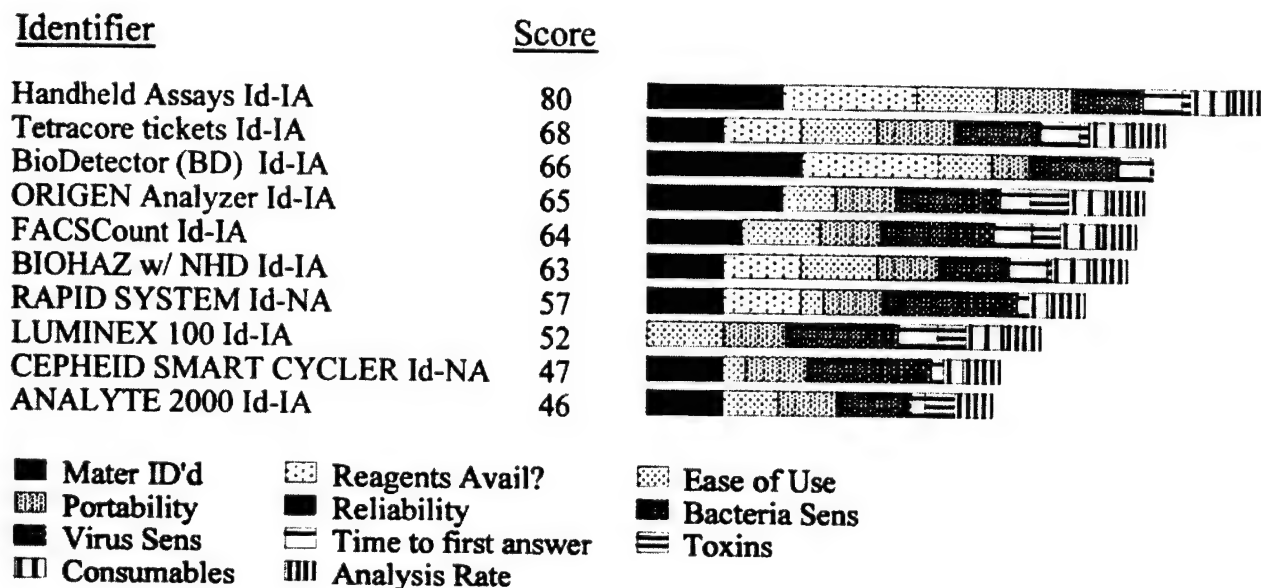 Identifier Score
Handheld Assays Id-IA 80
Tetracore tickets Id-IA 68
BioDetector (BD) Id-IA 66
ORIGEN Analyzer Id-IA 65
FACSCount Id-IA 64
BIOHAZ w/ NHD Id-IA 63
RAPID SYSTEM Id-NA 57
LUMINEX 100 Id-IA 52
CEPHEID SMART CYCLER Id-NA 47
ANALYTE 2000 Id-IA 46
Mater ID'd Reagents Avail? Ease of Use
Portability Reliability Bacteria Sens
Virus Sens Time to first answer Toxins
Consumables Analysis Rate